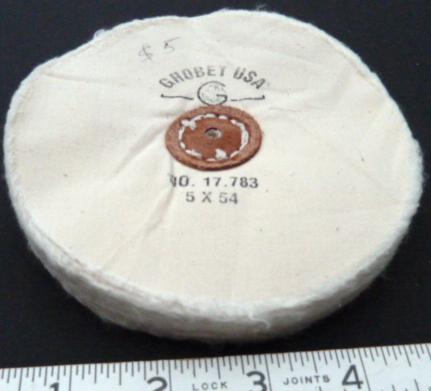 $5
GROBET USA
G
NO. 17.783
5 X 54
1 2 LOCK 3 JOINTS 4